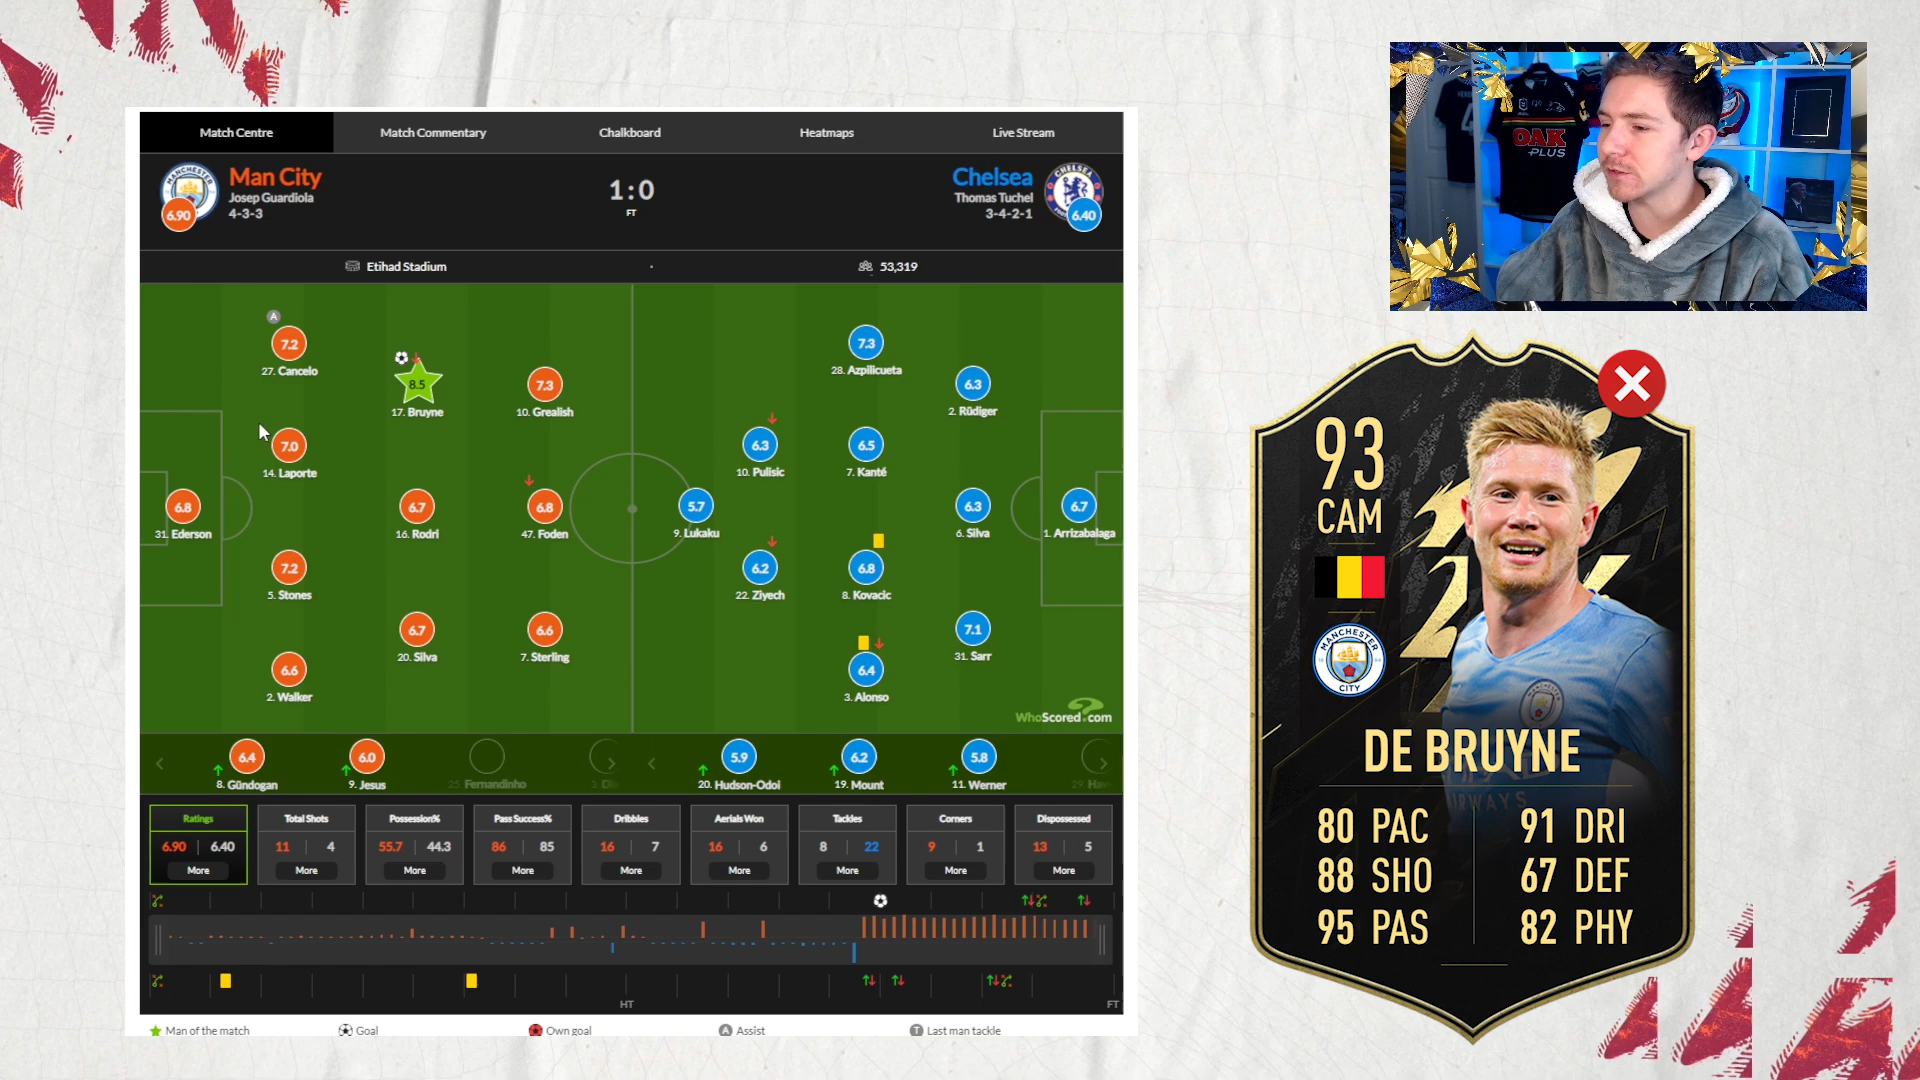 Match Centre
Match Commentary
Chalkboard
Heatmaps
Live Stream
Man City
Josep Guardiola
4-3-3
6.90
1:0
FT
Chelsea
Thomas Tuchel
3-4-2-1
6.40
Etihad Stadium
53,319
A
7.2
27. Cancelo
8.5
17. Bruyne
7.3
10. Grealish
7.3
28. Azpilicueta
6.3
2. Rüdiger
7.0
14. Laporte
6.3
10. Pulisic
6.5
7. Kanté
6.8
31. Ederson
6.7
16. Rodri
6.8
47. Foden
5.7
9. Lukaku
6.3
6. Silva
6.7
1. Arrizabalaga
7.2
5. Stones
6.2
22. Ziyech
6.8
8. Kovacic
6.7
20. Silva
6.6
7. Sterling
7.1
31. Sarr
6.6
2. Walker
6.4
3. Alonso
WhoScored.com
6.4
8. Gündogan
6.0
9. Jesus
25. Fernandinho
5.9
20. Hudson-Odoi
6.2
19. Mount
5.8
11. Werner
Ratings
6.90 6.40
More
Total Shots
11 4
More
Possession%
55.7 44.3
More
Pass Success%
86 85
More
Dribbles
16 7
More
Aerials Won
16 6
More
Tackles
8 22
More
Corners
9 1
More
Dispossessed
13 5
More
HT
FT
Man of the match
Goal
Own goal
A Assist
T Last man tackle
OAK
PLUS
93
CAM
MANCHESTER
CITY
DE BRUYNE
80 PAC
91 DRI
88 SHO
67 DEF
95 PAS
82 PHY